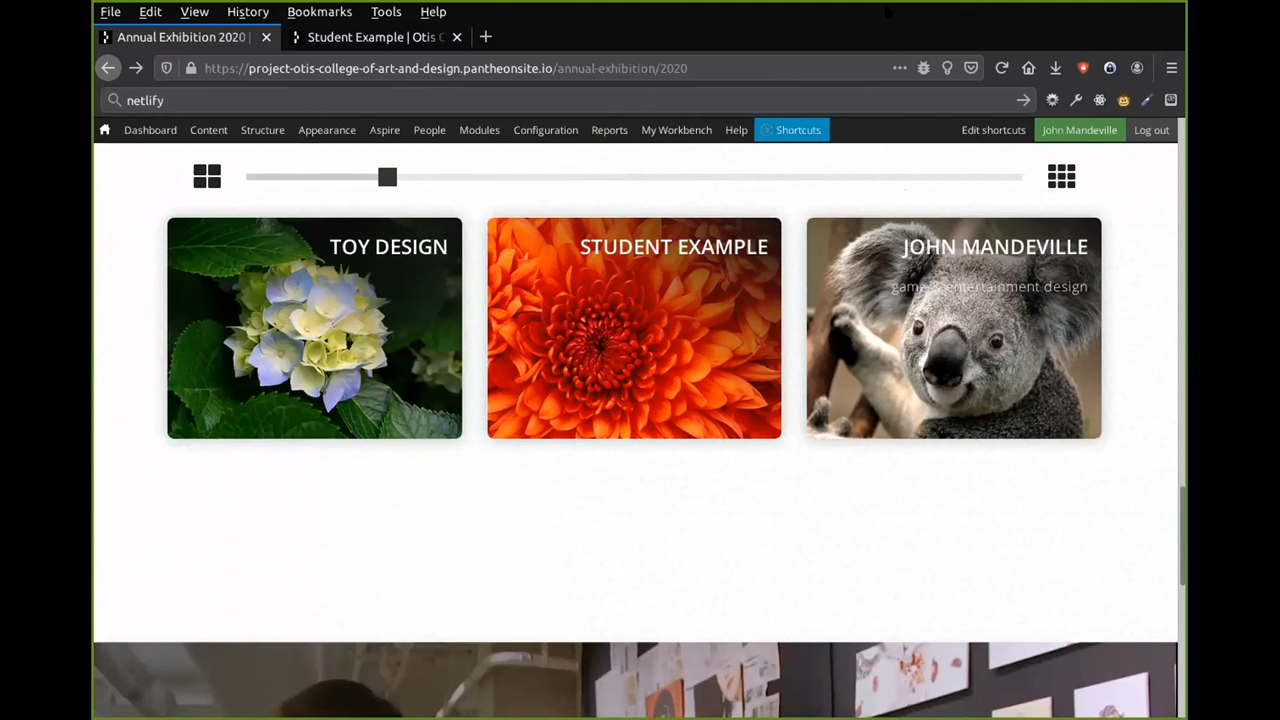 File Edit View History Bookmarks Tools Help
Annual Exhibition 2020 | Student Example | Otis C
https://project-otis-college-of-art-and-design.pantheonsite.io/annual-exhibition/2020
netlify
Dashboard Content Structure Appearance Aspire People Modules Configuration Reports My Workbench Help Shortcuts Edit shortcuts John Mandeville Log out
TOY DESIGN
STUDENT EXAMPLE
JOHN MANDEVILLE
game & entertainment design